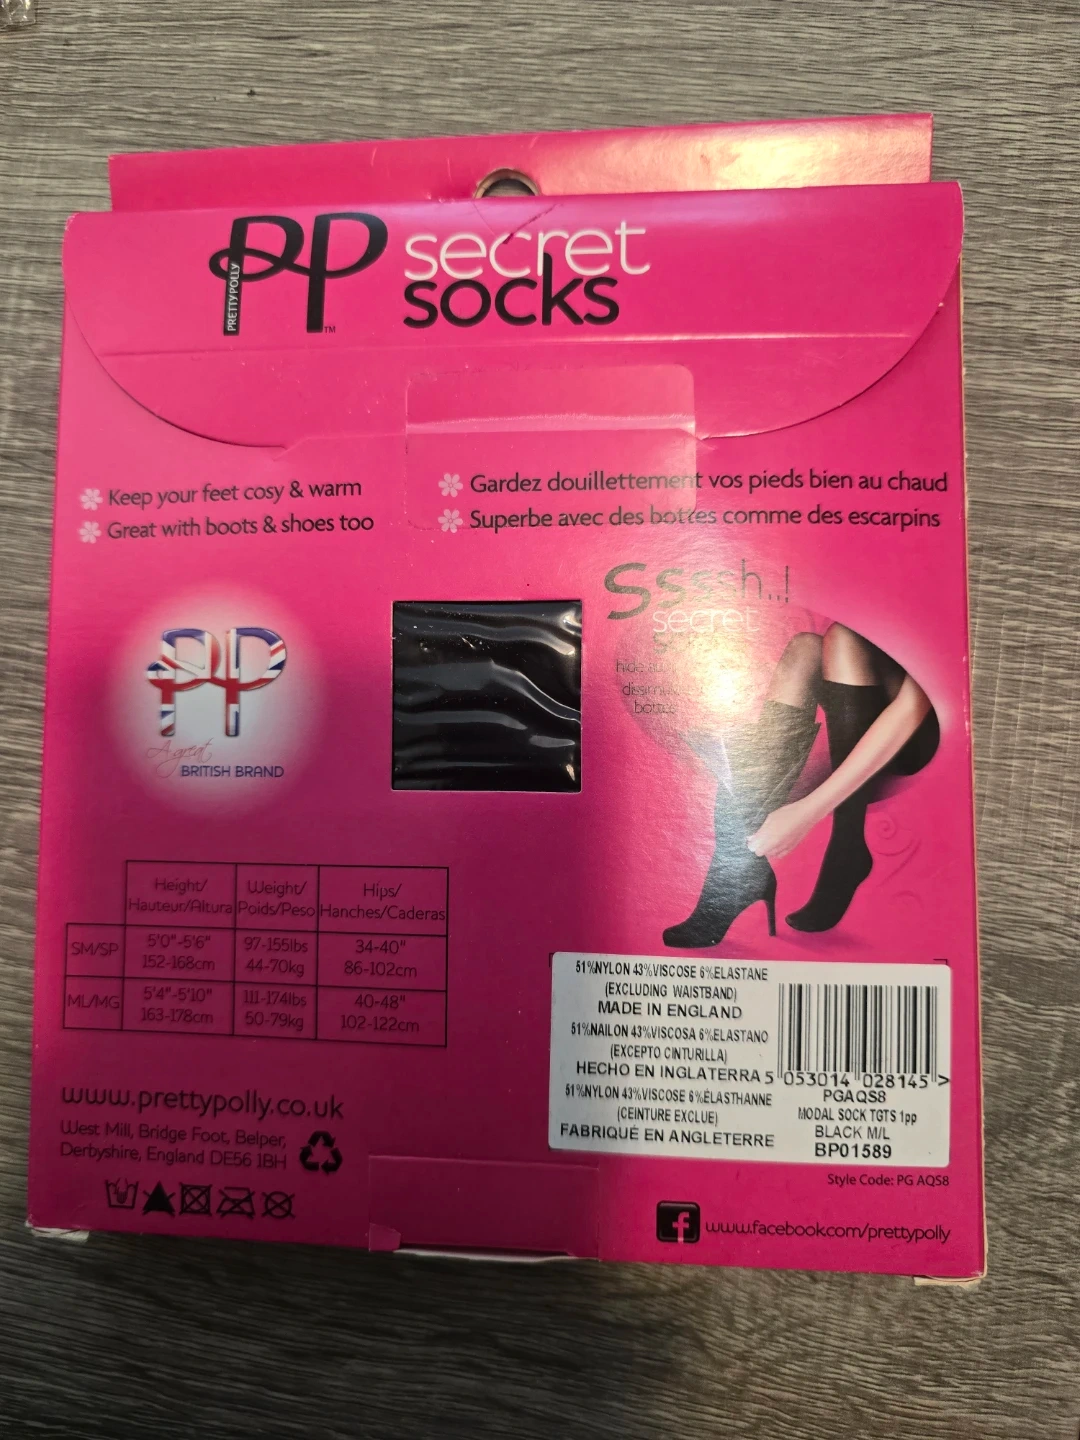 PP
PRETTY POLLY
TM
secret
socks
Keep your feet cosy & warm
Great with boots & shoes too
Gardez douillettement vos pieds bien au chaud
Superbe avec des bottes comme des escarpins
Sssssh..!
secret
PP
A great
BRITISH BRAND
Height/ Hauteur/Altura Weight/ Poids/Peso Hips/ Hanches/Caderas
SM/SP 5'0"-5'6" 152-168cm 97-155lbs 44-70kg 34-40" 86-102cm
ML/MG 5'4"-5'10" 163-178cm 111-174lbs 50-79kg 40-48" 102-122cm
51%NYLON 43%VISCOSE 6%ELASTANE
(EXCLUDING WAISTBAND)
MADE IN ENGLAND
51%NAILON 43%VISCOSA 6%ELASTANO
(EXCEPTO CINTURILLA)
HECHO EN INGLATERRA
51%NYLON 43%VISCOSE 6%ÉLASTHANNE
(CEINTURE EXCLUE)
FABRIQUÉ EN ANGLETERRE
5 053014 028145 >
PGAQS8
MODAL SOCK TGTS 1pp
BLACK M/L
BP01589
Style Code: PG AQS8
www.prettypolly.co.uk
West Mill, Bridge Foot, Belper,
Derbyshire, England DE56 1BH
www.facebook.com/prettypolly